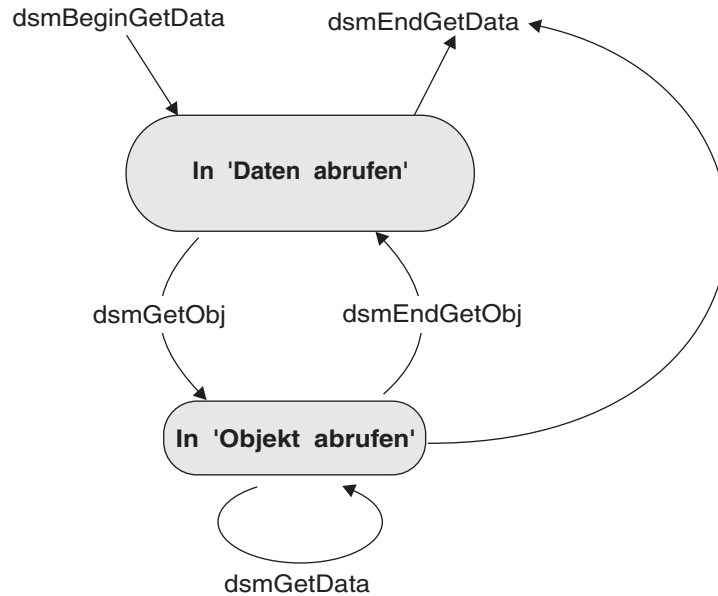 dsmBeginGetData
dsmEndGetData
In 'Daten abrufen'
dsmGetObj
dsmEndGetObj
In 'Objekt abrufen'
dsmGetData